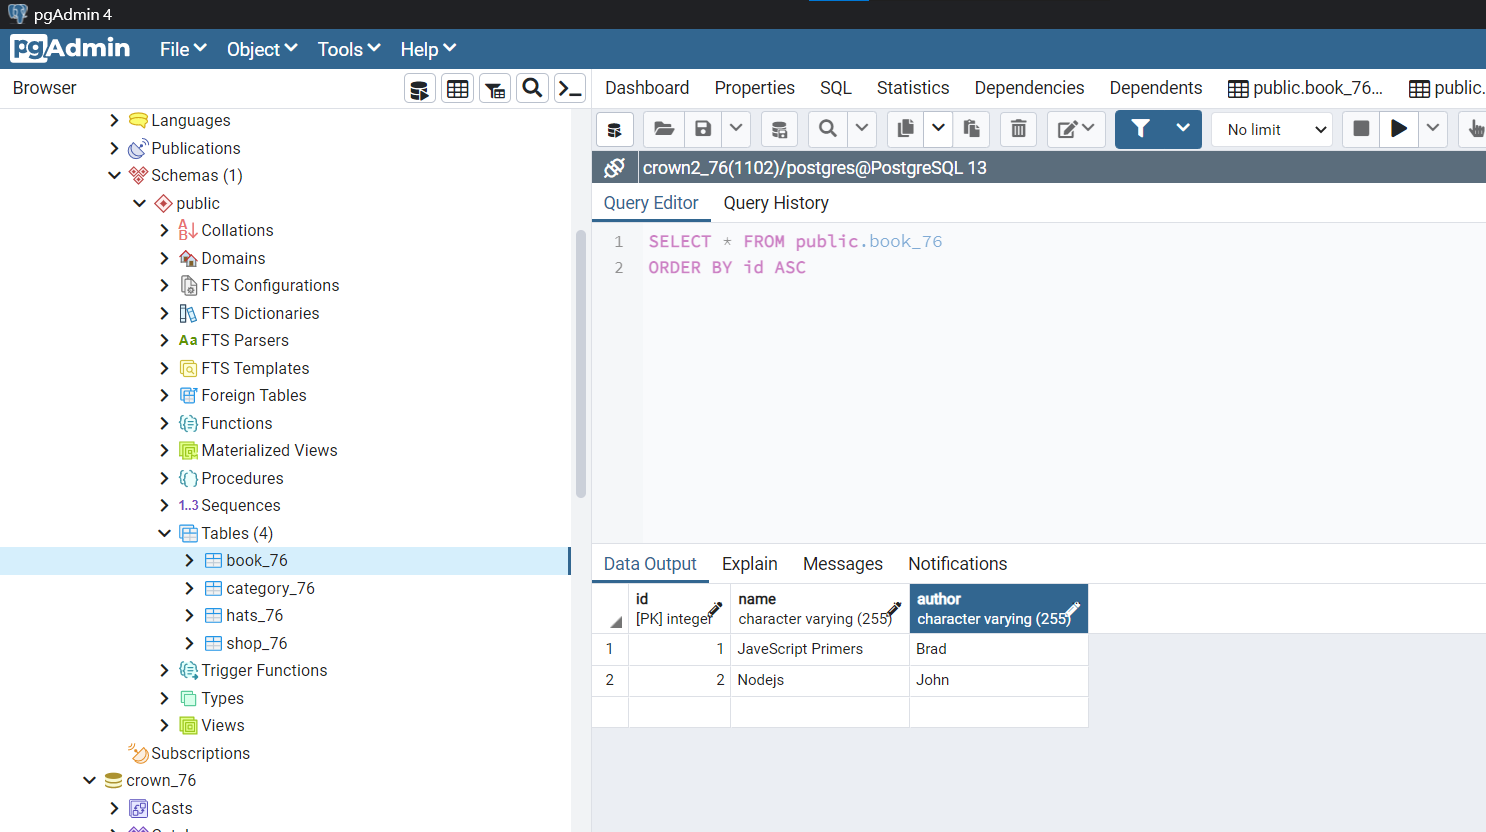 pgAdmin 4
pgAdmin File Object Tools Help
Browser
Dashboard Properties SQL Statistics Dependencies Dependents public.book_76... public.
Languages
Publications
Schemas (1)
public
Collations
Domains
FTS Configurations
FTS Dictionaries
Aa FTS Parsers
FTS Templates
Foreign Tables
Functions
Materialized Views
Procedures
1..3 Sequences
Tables (4)
book_76
category_76
hats_76
shop_76
Trigger Functions
Types
Views
Subscriptions
crown_76
Casts
No limit
crown2_76(1102)/postgres@PostgreSQL 13
Query Editor Query History
1 SELECT * FROM public.book_76
2 ORDER BY id ASC
Data Output Explain Messages Notifications
id name author
[PK] integer character varying (255) character varying (255)
1 1 JaveScript Primers Brad
2 2 Nodejs John